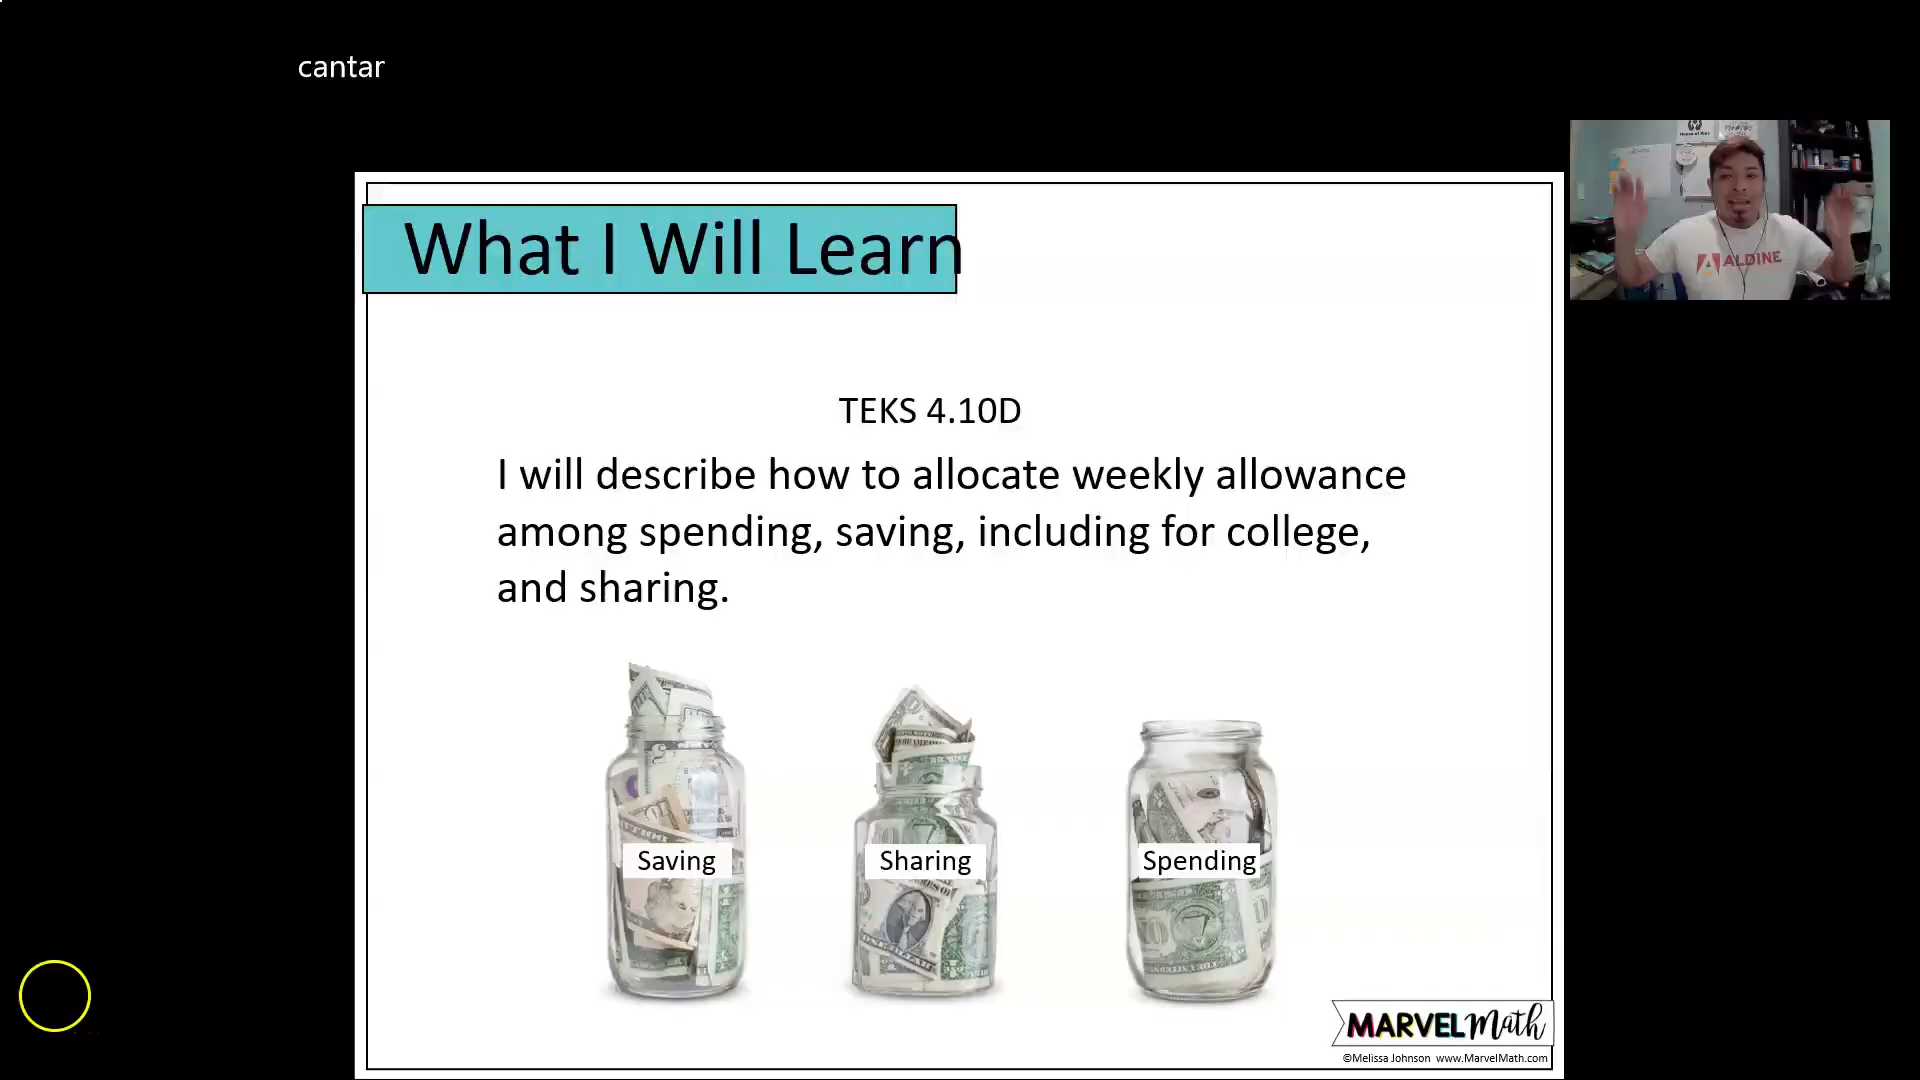 cantar
What I Will Learn
ALDINE
TEKS 4.10D
I will describe how to allocate weekly allowance
among spending, saving, including for college,
and sharing.
Saving
Sharing
Spending
MARVEL Math
©Melissa Johnson www.MarvelMath.com